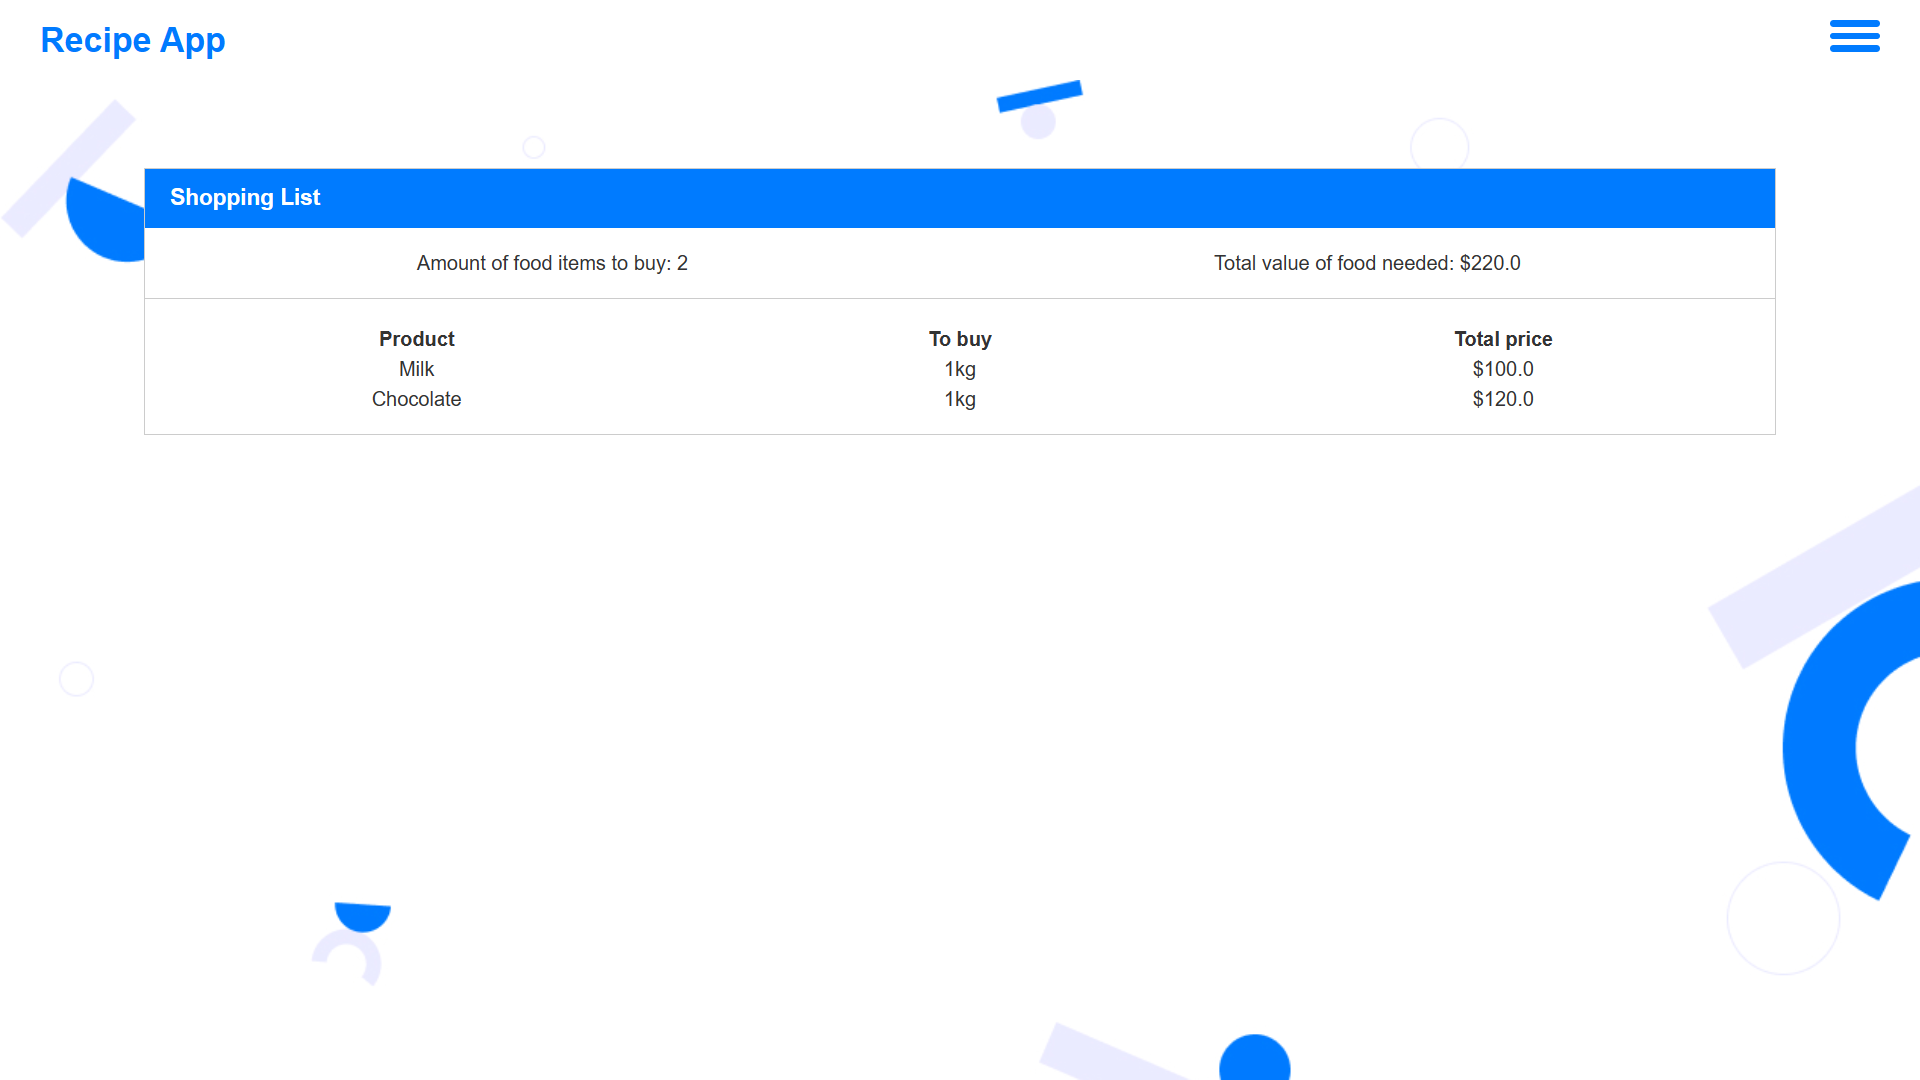 Recipe App
Shopping List
Amount of food items to buy: 2 Total value of food needed: $220.0
Product To buy Total price
Milk 1kg $100.0
Chocolate 1kg $120.0